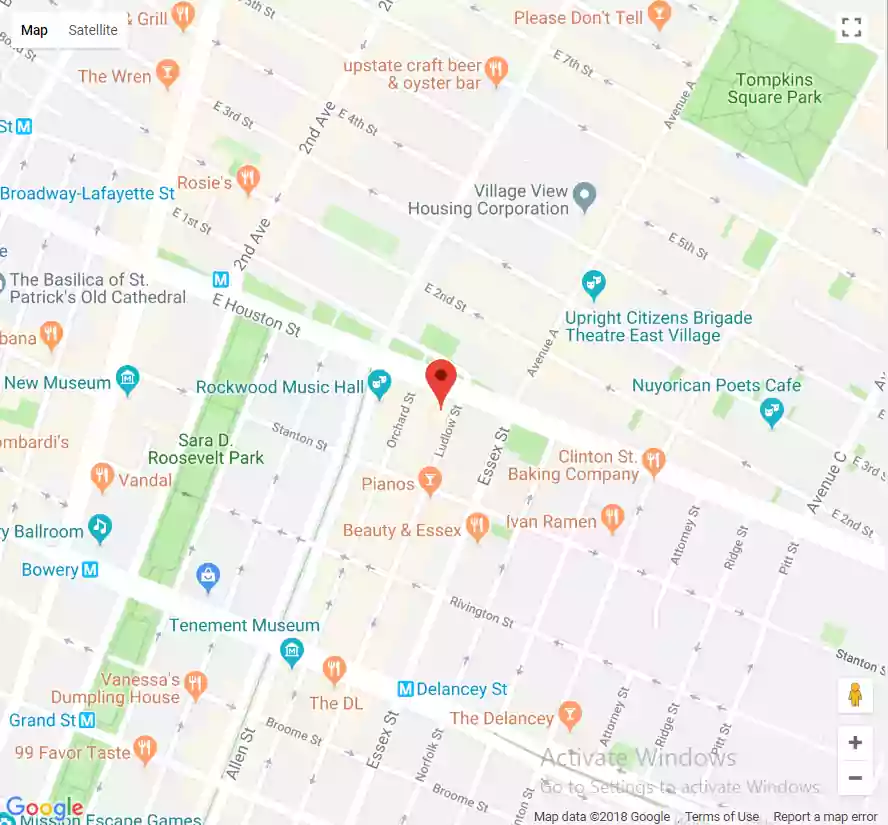 Map Satellite
& Grill
Please Don't Tell
2nd
The Wren
upstate craft beer
& oyster bar
E 7th St
Tompkins
Square Park
Avenue A
E 3rd St
2nd Ave
E 4th St
Bond St
St M
Rosie's
Broadway-Lafayette St
Village View
Housing Corporation
E 1st St
2nd Ave
E 5th St
M
The Basilica of St.
Patrick's Old Cathedral
E Houston St
E 2nd St
Upright Citizens Brigade
Theatre East Village
Avenue A
bana
New Museum
Rockwood Music Hall
Nuyorican Poets Cafe
Orchard St
Ludlow St
Stanton St
ombardi's
Sara D.
Roosevelt Park
Essex St
Clinton St.
Baking Company
Avenue C
E 3rd S
Vandal
Pianos
Ivan Ramen
E 2nd St
Beauty & Essex
y Ballroom
Attorney St
Ridge St
Pitt St
Bowery M
Rivington St
Tenement Museum
Stanton St
Vanessa's
Dumpling House
The DL
M Delancey St
Grand St M
The Delancey
Attorney St
Ridge St
Pitt St
Broome St
Essex St
Norfolk St
Allen St
99 Favor Taste
Activate Windows
Go to Settings to activate Windows.
Broome St
nton St
Google
Mission Escape Games
Map data ©2018 Google Terms of Use Report a map error